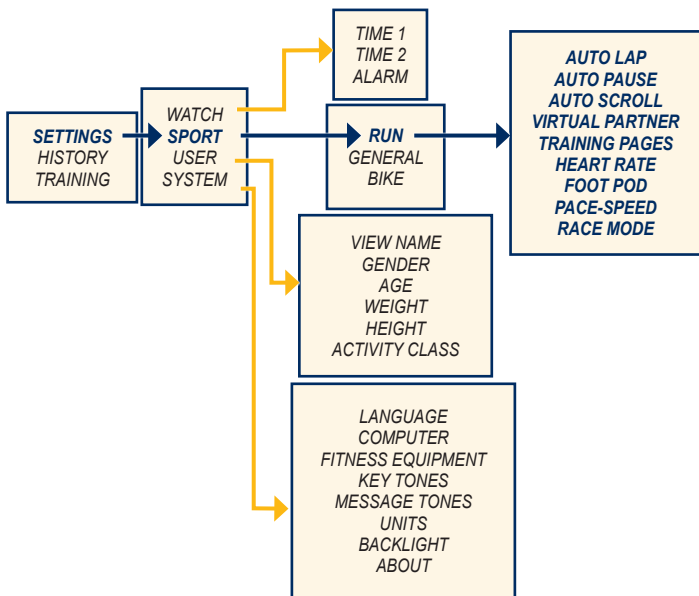 SETTINGS
HISTORY
TRAINING
WATCH
SPORT
USER
SYSTEM
TIME 1
TIME 2
ALARM
RUN
GENERAL
BIKE
AUTO LAP
AUTO PAUSE
AUTO SCROLL
VIRTUAL PARTNER
TRAINING PAGES
HEART RATE
FOOT POD
PACE-SPEED
RACE MODE
VIEW NAME
GENDER
AGE
WEIGHT
HEIGHT
ACTIVITY CLASS
LANGUAGE
COMPUTER
FITNESS EQUIPMENT
KEY TONES
MESSAGE TONES
UNITS
BACKLIGHT
ABOUT